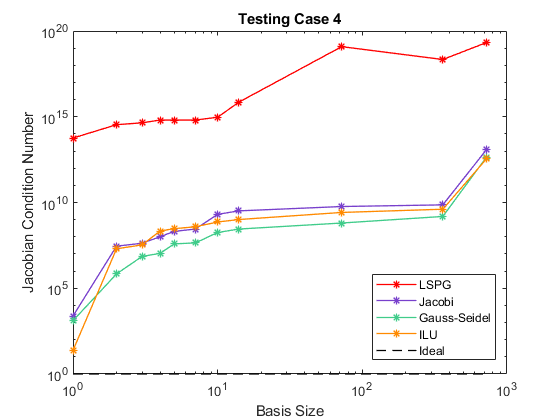 Testing Case 4
Jacobian Condition Number
10^20
10^15
10^10
10^5
10^0
10^0
10^1
10^2
10^3
Basis Size
LSPG
Jacobi
Gauss-Seidel
ILU
Ideal